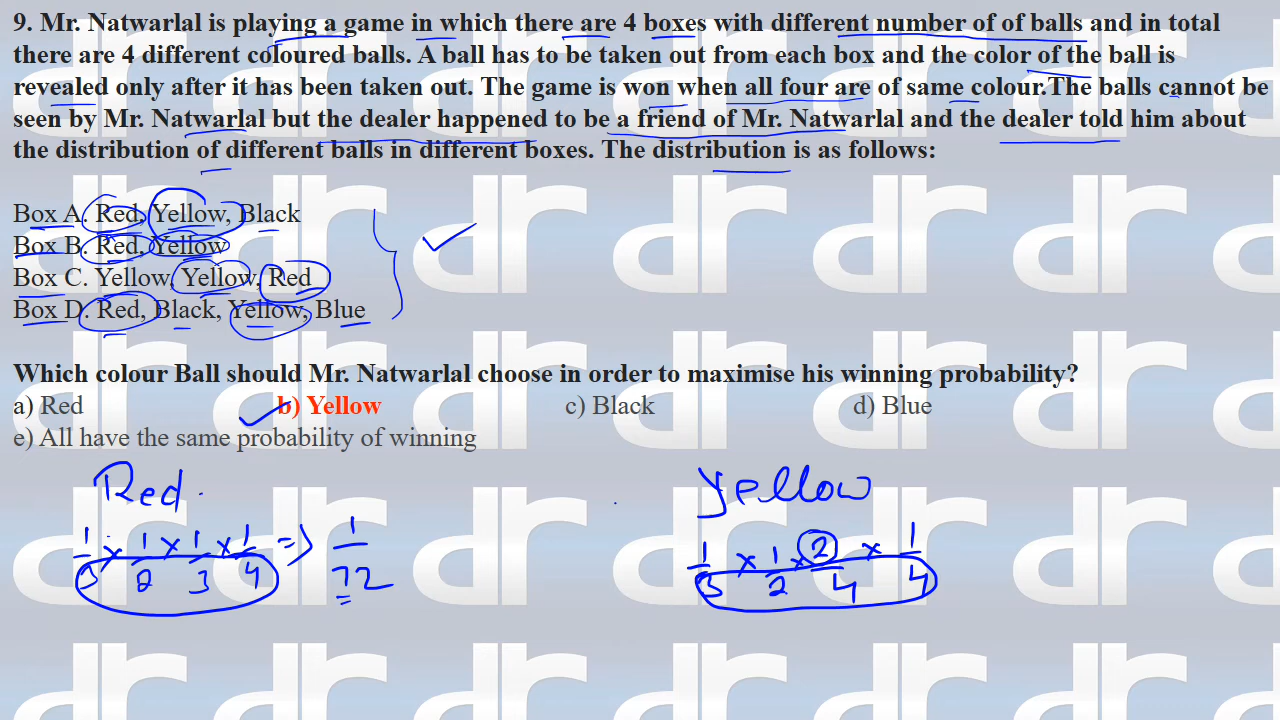 9. Mr. Natwarlal is playing a game in which there are 4 boxes with different number of of balls and in total
there are 4 different coloured balls. A ball has to be taken out from each box and the color of the ball is
revealed only after it has been taken out. The game is won when all four are of same colour.The balls cannot be
seen by Mr. Natwarlal but the dealer happened to be a friend of Mr. Natwarlal and the dealer told him about
the distribution of different balls in different boxes. The distribution is as follows:
Box A. Red, Yellow, Black
Box B. Red, Yellow
Box C. Yellow, Yellow, Red
Box D. Red, Black, Yellow, Blue
Which colour Ball should Mr. Natwarlal choose in order to maximise his winning probability?
a) Red b) Yellow c) Black d) Blue
e) All have the same probability of winning
Red. Yellow
1/3 × 1/2 × 1/3 × 1/4 => 1/72 1/3 × 1/2 × 2/4 × 1/4